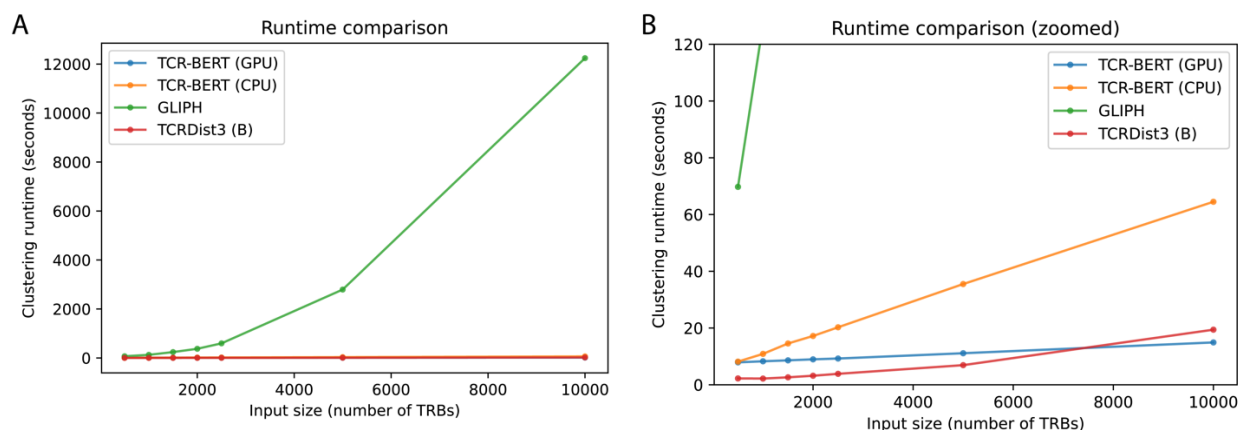 A
Runtime comparison
Clustering runtime (seconds)
12000
10000
8000
6000
4000
2000
0
TCR-BERT (GPU)
TCR-BERT (CPU)
GLIPH
TCRDist3 (B)
2000 4000 6000 8000 10000
Input size (number of TRBs)
B
Runtime comparison (zoomed)
Clustering runtime (seconds)
120
100
80
60
40
20
0
TCR-BERT (GPU)
TCR-BERT (CPU)
GLIPH
TCRDist3 (B)
2000 4000 6000 8000 10000
Input size (number of TRBs)